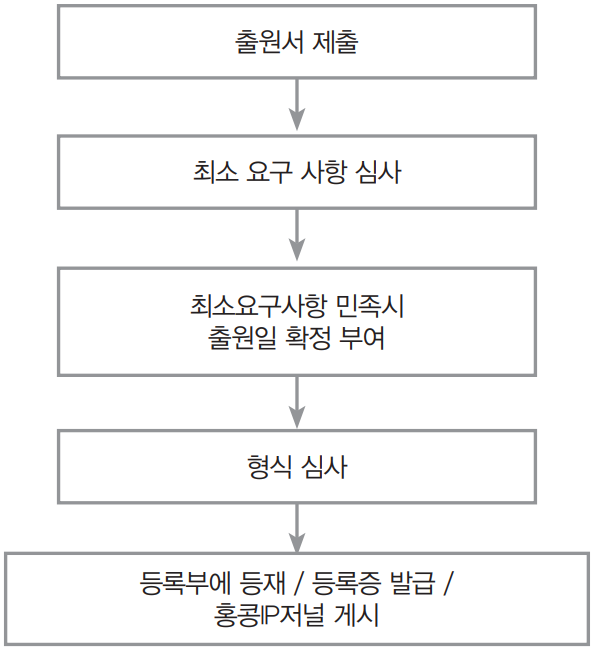 출원서 제출
최소 요구 사항 심사
최소요구사항 민족시
출원일 확정 부여
형식 심사
등록부에 등재 / 등록증 발급 /
홍콩IP저널 게시